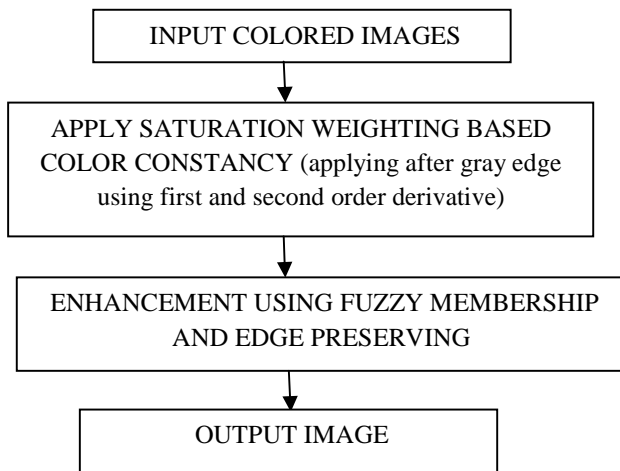 INPUT COLORED IMAGES
APPLY SATURATION WEIGHTING BASED
COLOR CONSTANCY (applying after gray edge
using first and second order derivative)
ENHANCEMENT USING FUZZY MEMBERSHIP
AND EDGE PRESERVING
OUTPUT IMAGE